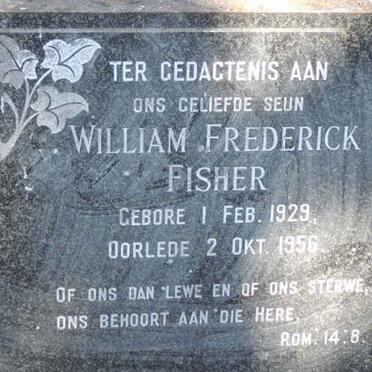 TER GEDAGTENIS AAN
ONS GELIEFDE SEUN
WILLIAM FREDERICK
FISHER
GEBORE 1 FEB. 1929,
OORLEDE 2 OKT. 1956.
OF ONS DAN LEWE EN OF ONS STERWE,
ONS BEHOORT AAN DIE HERE,
ROM. 14:8.